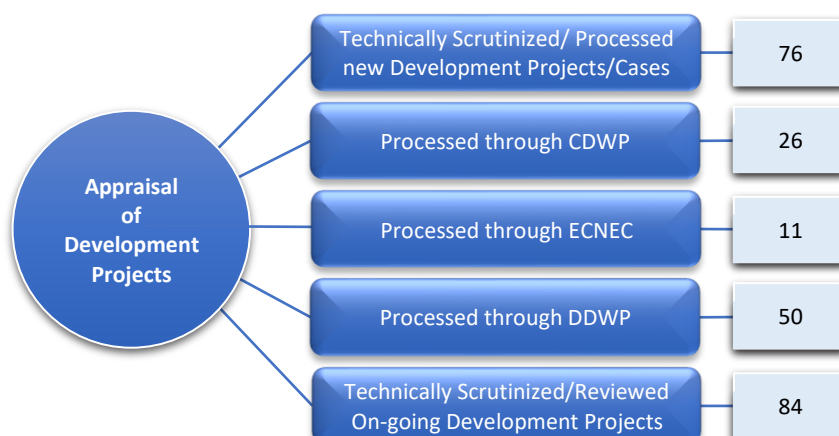 Appraisal
of
Development
Projects
Technically Scrutinized/ Processed
new Development Projects/Cases
76
Processed through CDWP
26
Processed through ECNEC
11
Processed through DDWP
50
Technically Scrutinized/Reviewed
On-going Development Projects
84